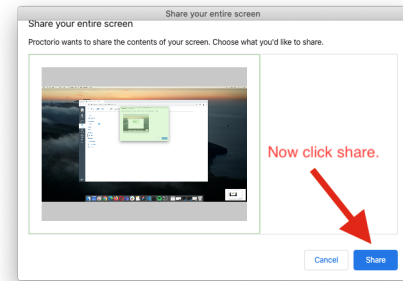 Share your entire screen
Share your entire screen
Proctorio wants to share the contents of your screen. Choose what you'd like to share.
Now click share.
Cancel Share